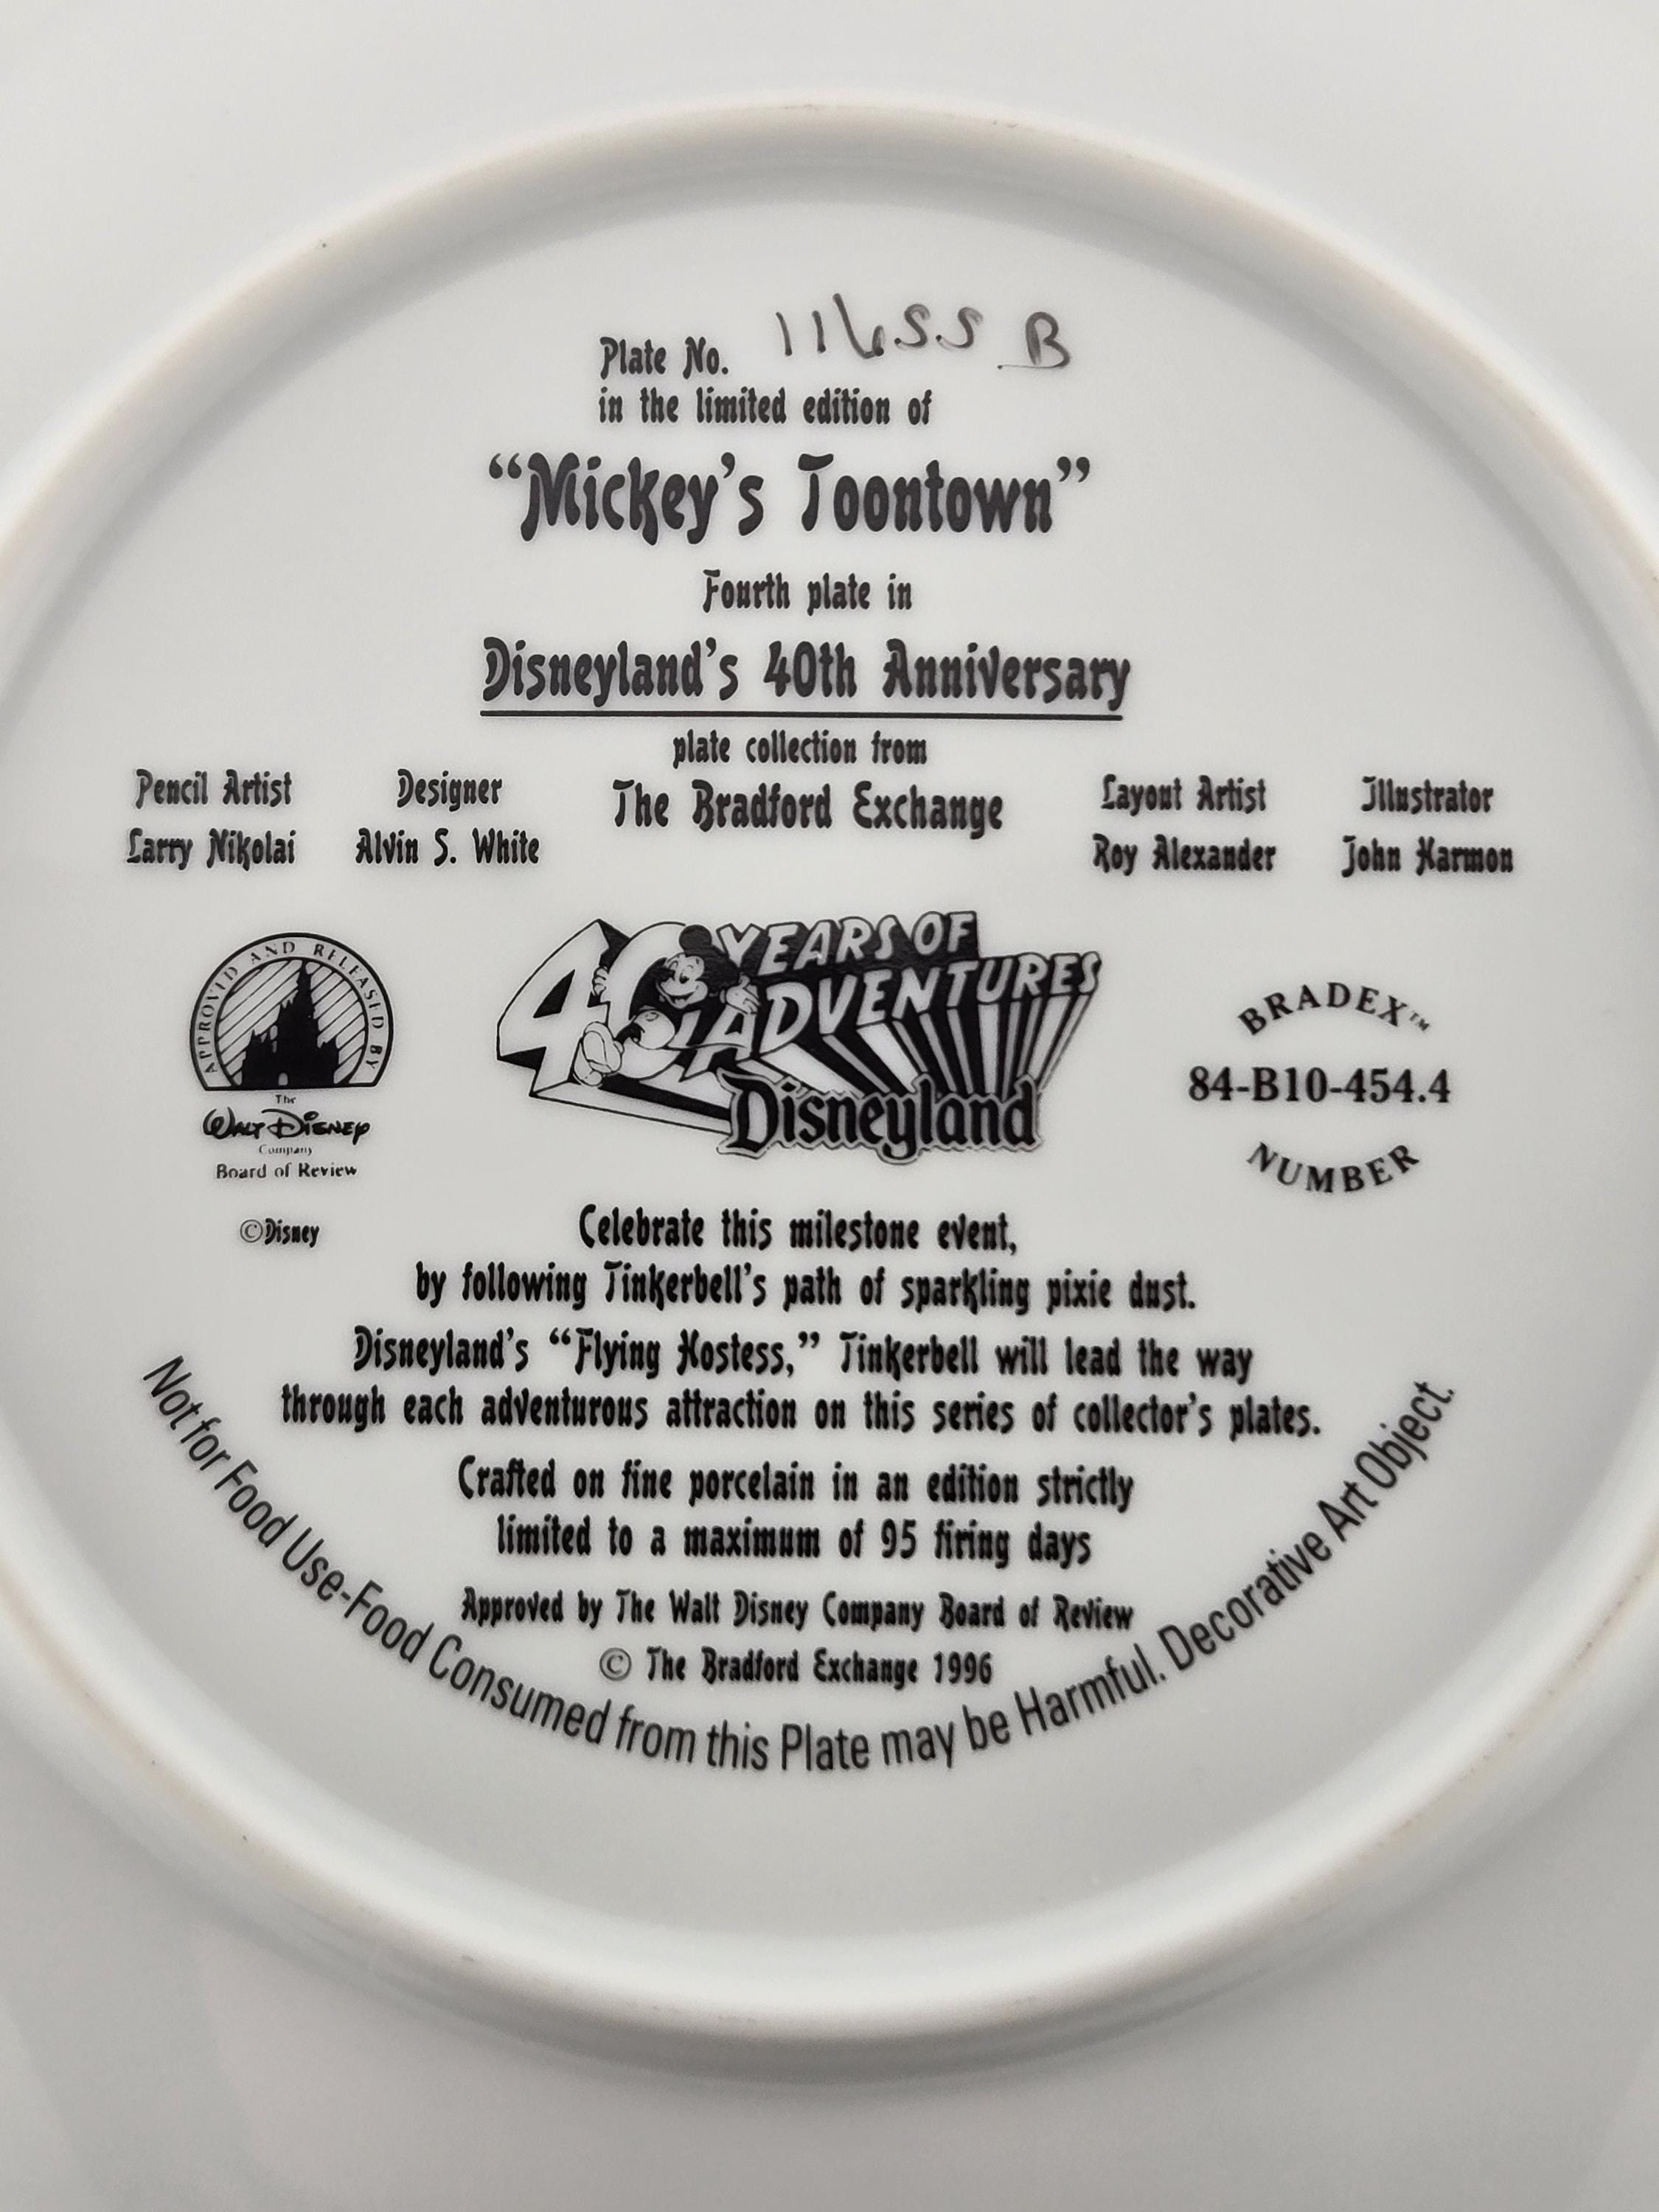 Plate No. 11655 B
in the limited edition of
“Mickey’s Toontown”
Fourth plate in
Disneyland’s 40th Anniversary
plate collection from
The Bradford Exchange
Pencil Artist
Larry Nikolai
Designer
Alvin S. White
Layout Artist
Roy Alexander
Illustrator
John Harmon
APPROVED AND RELEASED BY
The
Walt Disney
Company
Board of Review
©Disney
40 YEARS OF
ADVENTURES
Disneyland
BRADEX™
84-B10-454.4
NUMBER
Celebrate this milestone event,
by following Tinkerbell’s path of sparkling pixie dust.
Disneyland’s “Flying Hostess,” Tinkerbell will lead the way
through each adventurous attraction on this series of collector’s plates.
Crafted on fine porcelain in an edition strictly
limited to a maximum of 95 firing days
Approved by The Walt Disney Company Board of Review
© The Bradford Exchange 1996
Not for Food Use-Food Consumed from this Plate may be Harmful. Decorative Art Object.